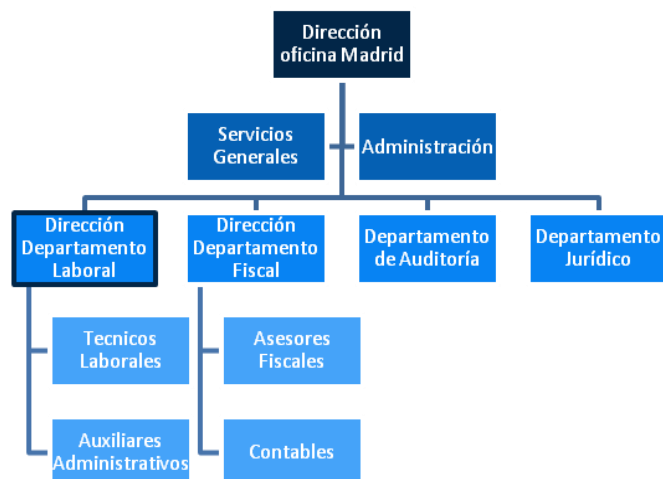 Dirección
oficina Madrid
Servicios
Generales
Administración
Dirección
Departamento
Laboral
Dirección
Departamento
Fiscal
Departamento
de Auditoría
Departamento
Jurídico
Tecnicos
Laborales
Asesores
Fiscales
Auxiliares
Administrativos
Contables